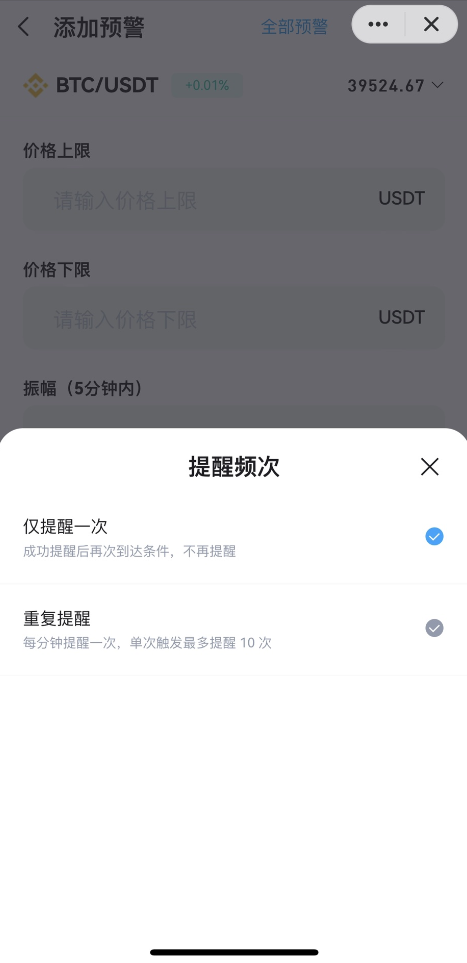 添加预警
全部预警
BTC/USDT +0.01% 39524.67
价格上限
请输入价格上限 USDT
价格下限
请输入价格下限 USDT
振幅（5分钟内）
提醒频次
仅提醒一次
成功提醒后再次到达条件，不再提醒
重复提醒
每分钟提醒一次，单次触发最多提醒 10 次